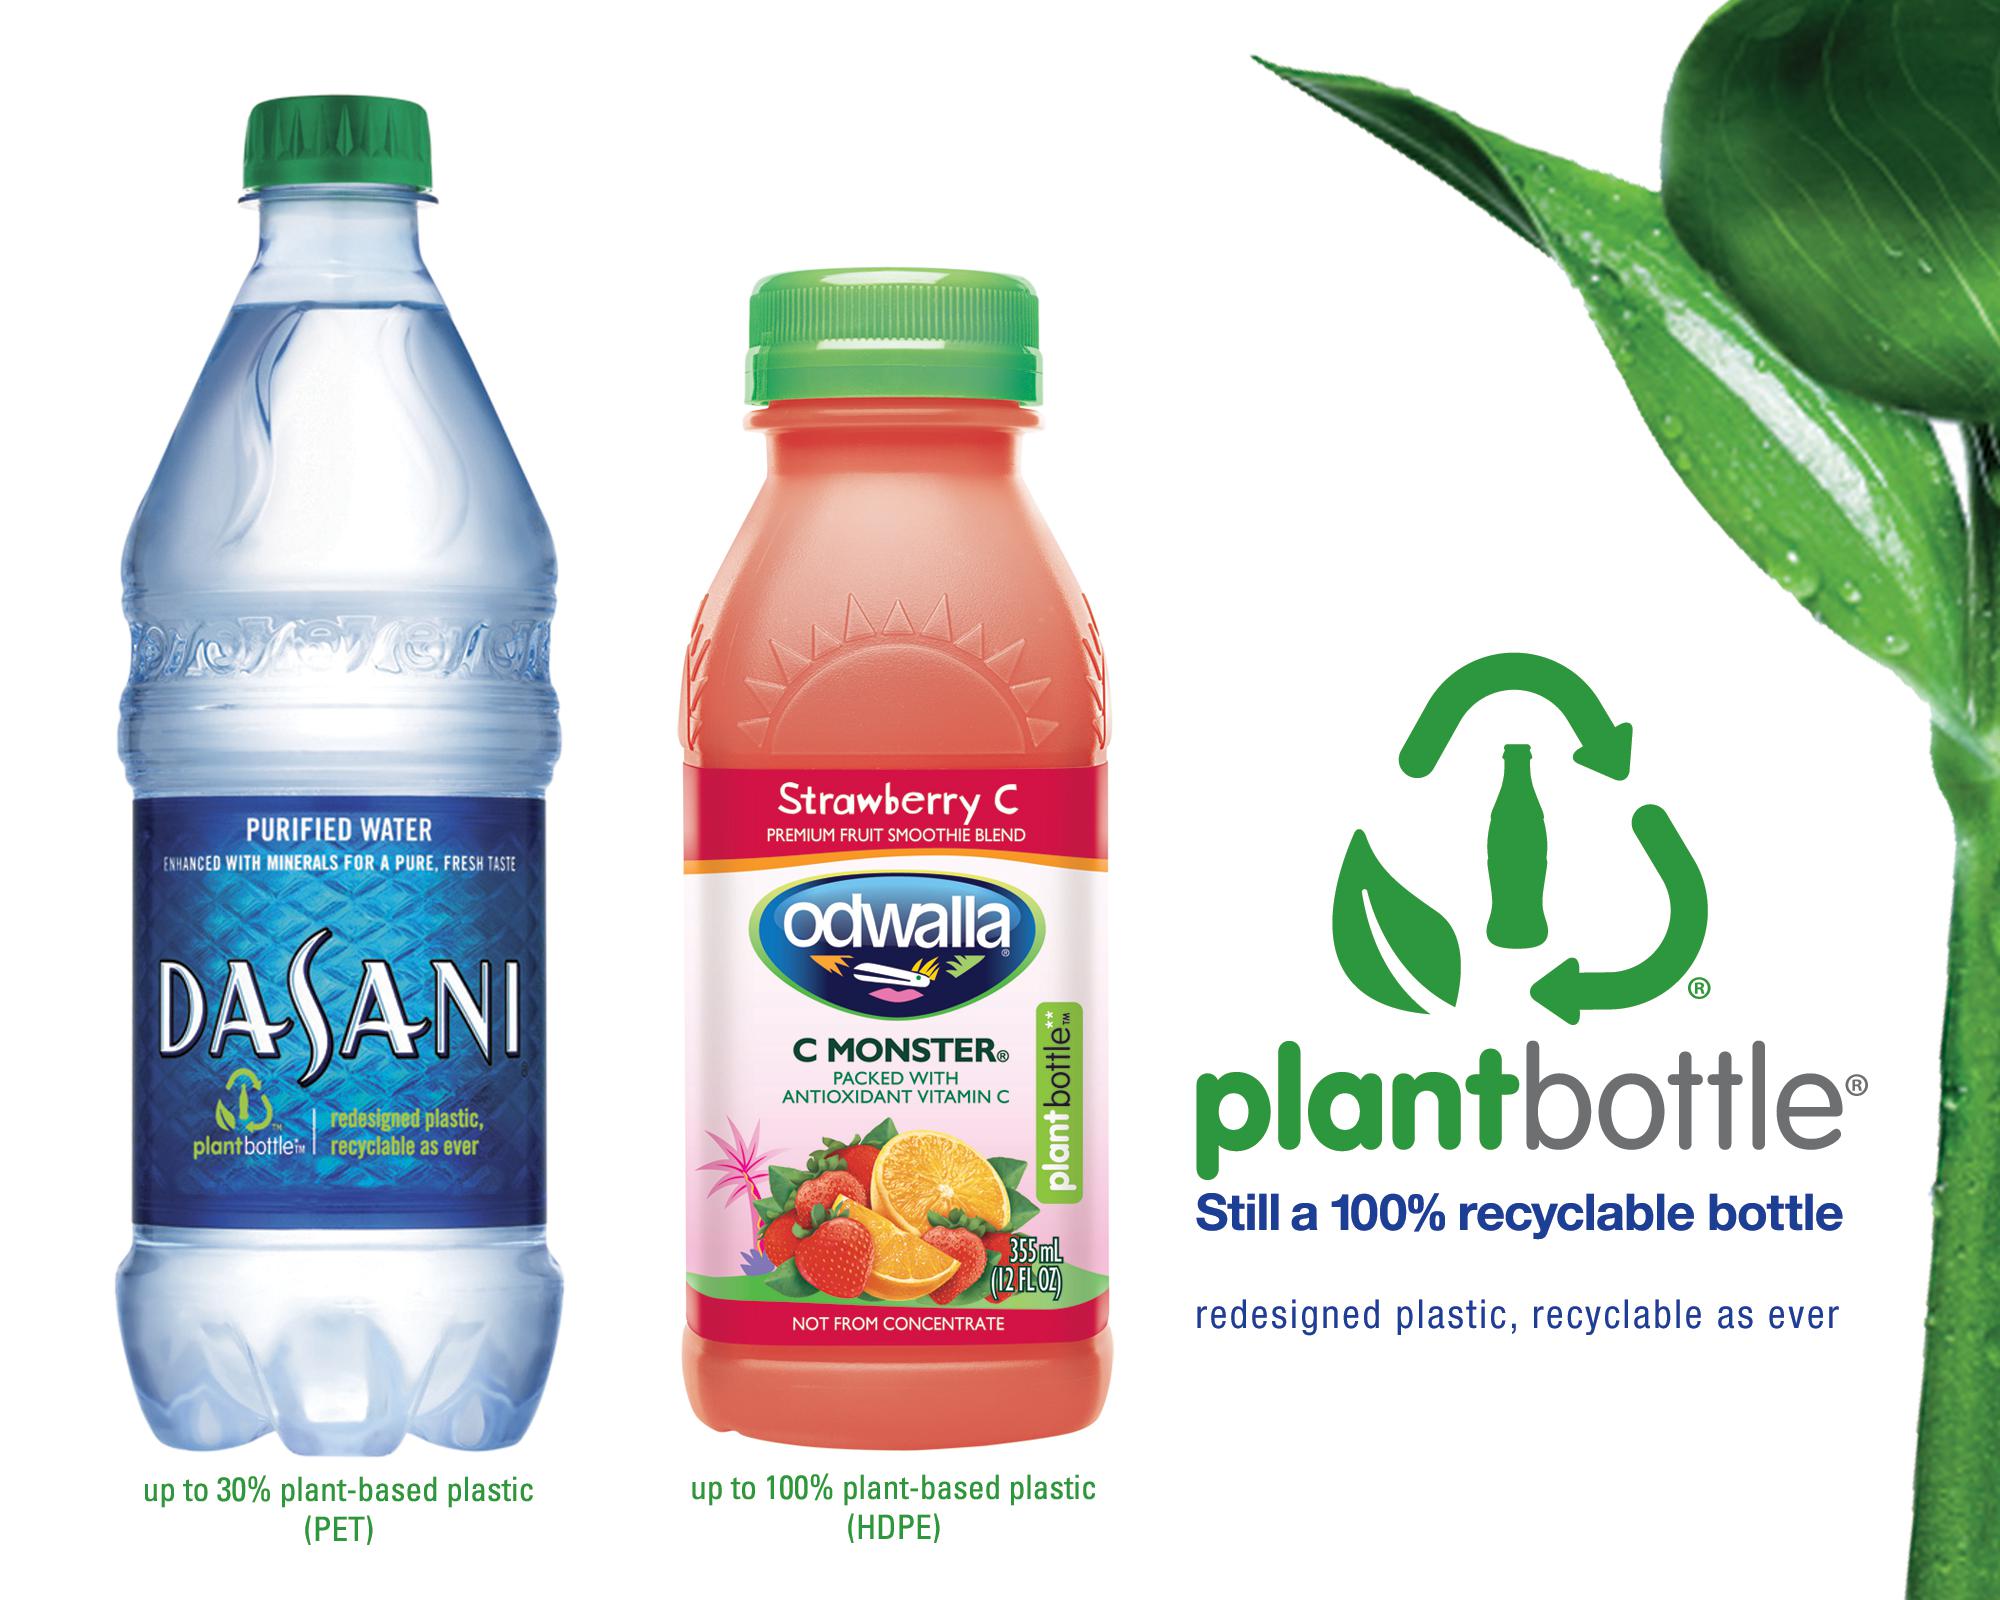 PURIFIED WATER
ENHANCED WITH MINERALS FOR A PURE, FRESH TASTE
DASANI®
™
plantbottle™
redesigned plastic,
recyclable as ever
up to 30% plant-based plastic
(PET)
Strawberry C
PREMIUM FRUIT SMOOTHIE BLEND
odwalla®
C MONSTER®
PACKED WITH
ANTIOXIDANT VITAMIN C
plantbottle™**
355 mL
(12 FL OZ)
NOT FROM CONCENTRATE
up to 100% plant-based plastic
(HDPE)
®
plantbottle®
Still a 100% recyclable bottle
redesigned plastic, recyclable as ever